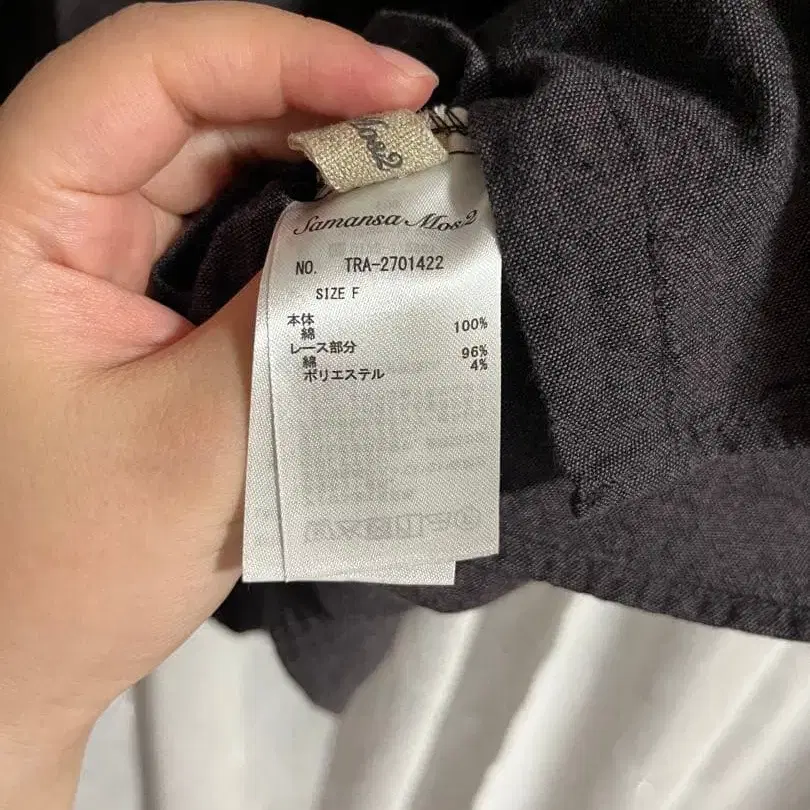 Mos2
Samansa Mos2
NO. TRA-2701422
SIZE F
本体
綿 100%
レース部分
綿 96%
ポリエステル 4%